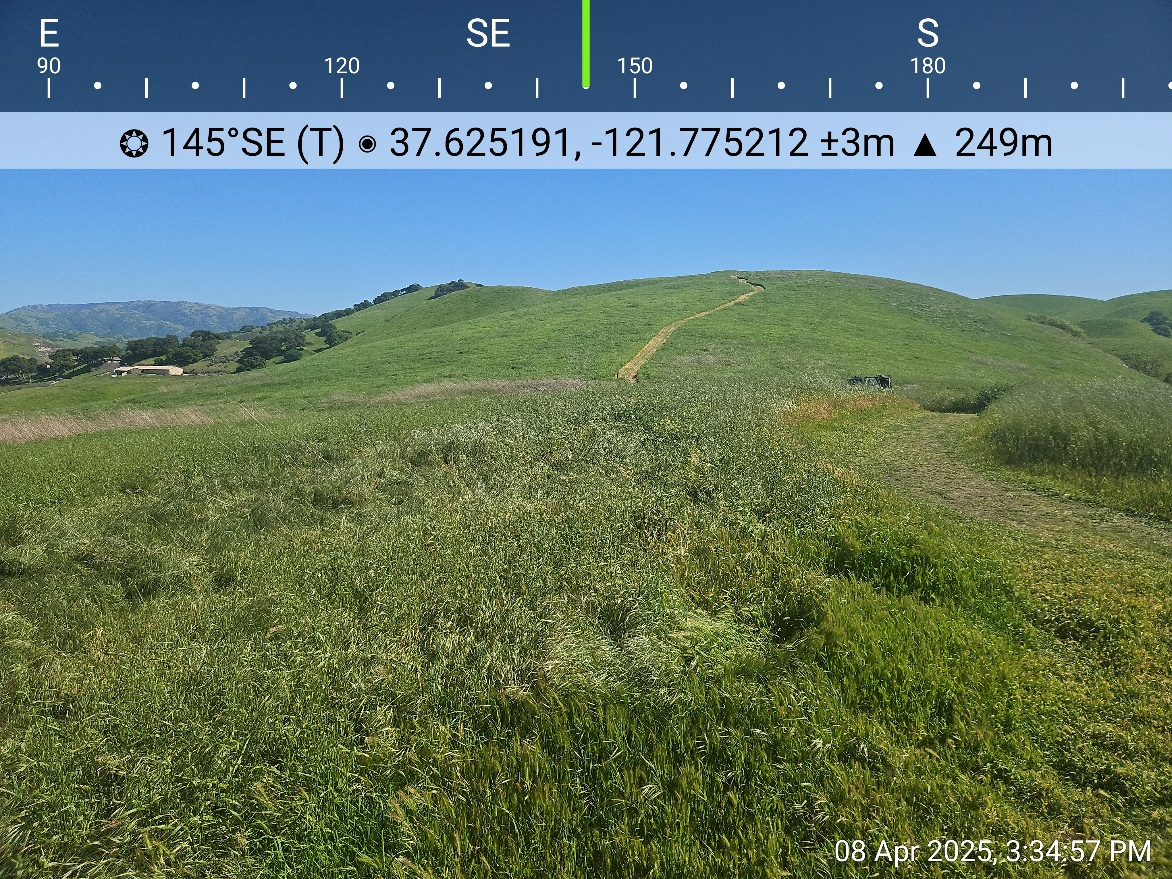 E SE S
90 120 150 180
145°SE (T) 37.625191, -121.775212 ±3m ▲ 249m
08 Apr 2025, 3:34:57 PM